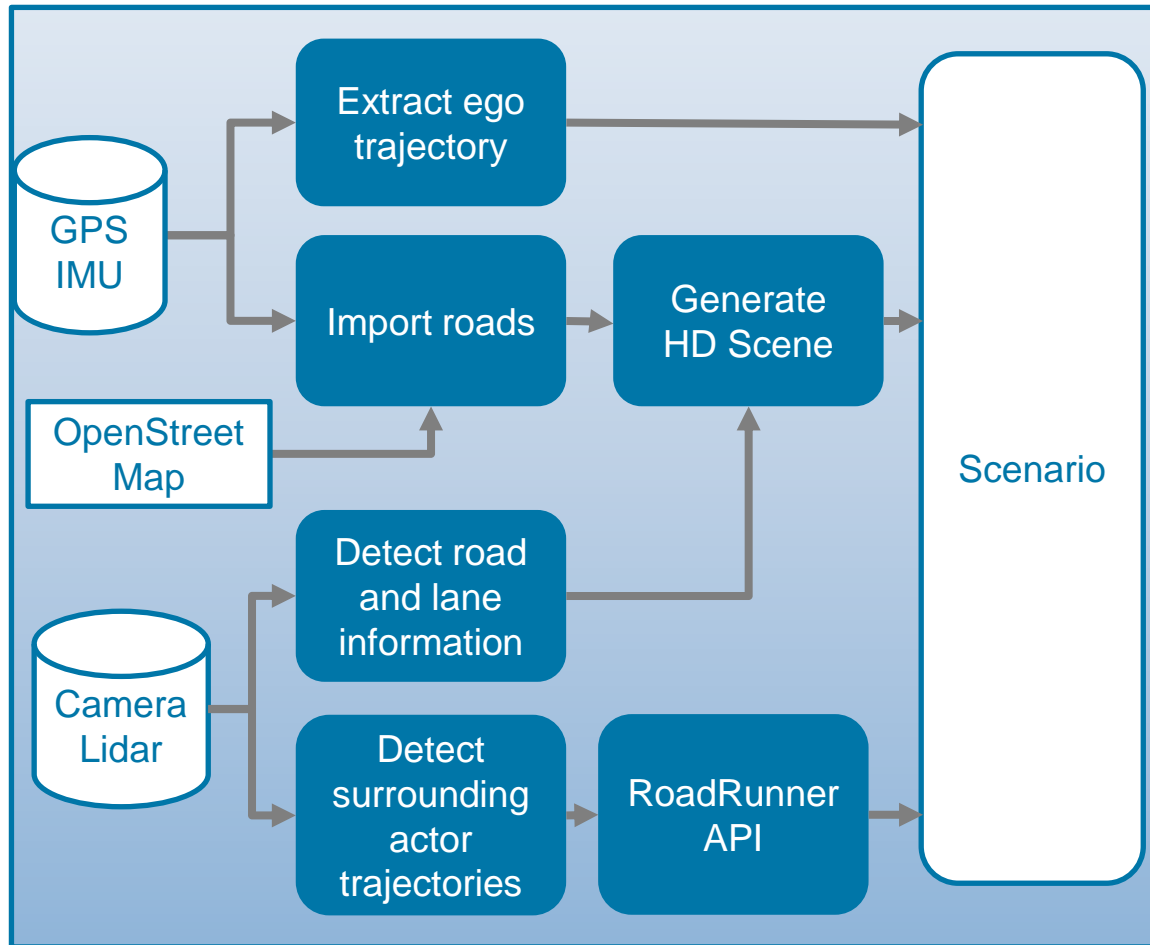 Extract ego
trajectory
GPS
IMU
Import roads
Generate
HD Scene
OpenStreet
Map
Scenario
Detect road
and lane
information
Camera
Lidar
Detect
surrounding
actor
trajectories
RoadRunner
API